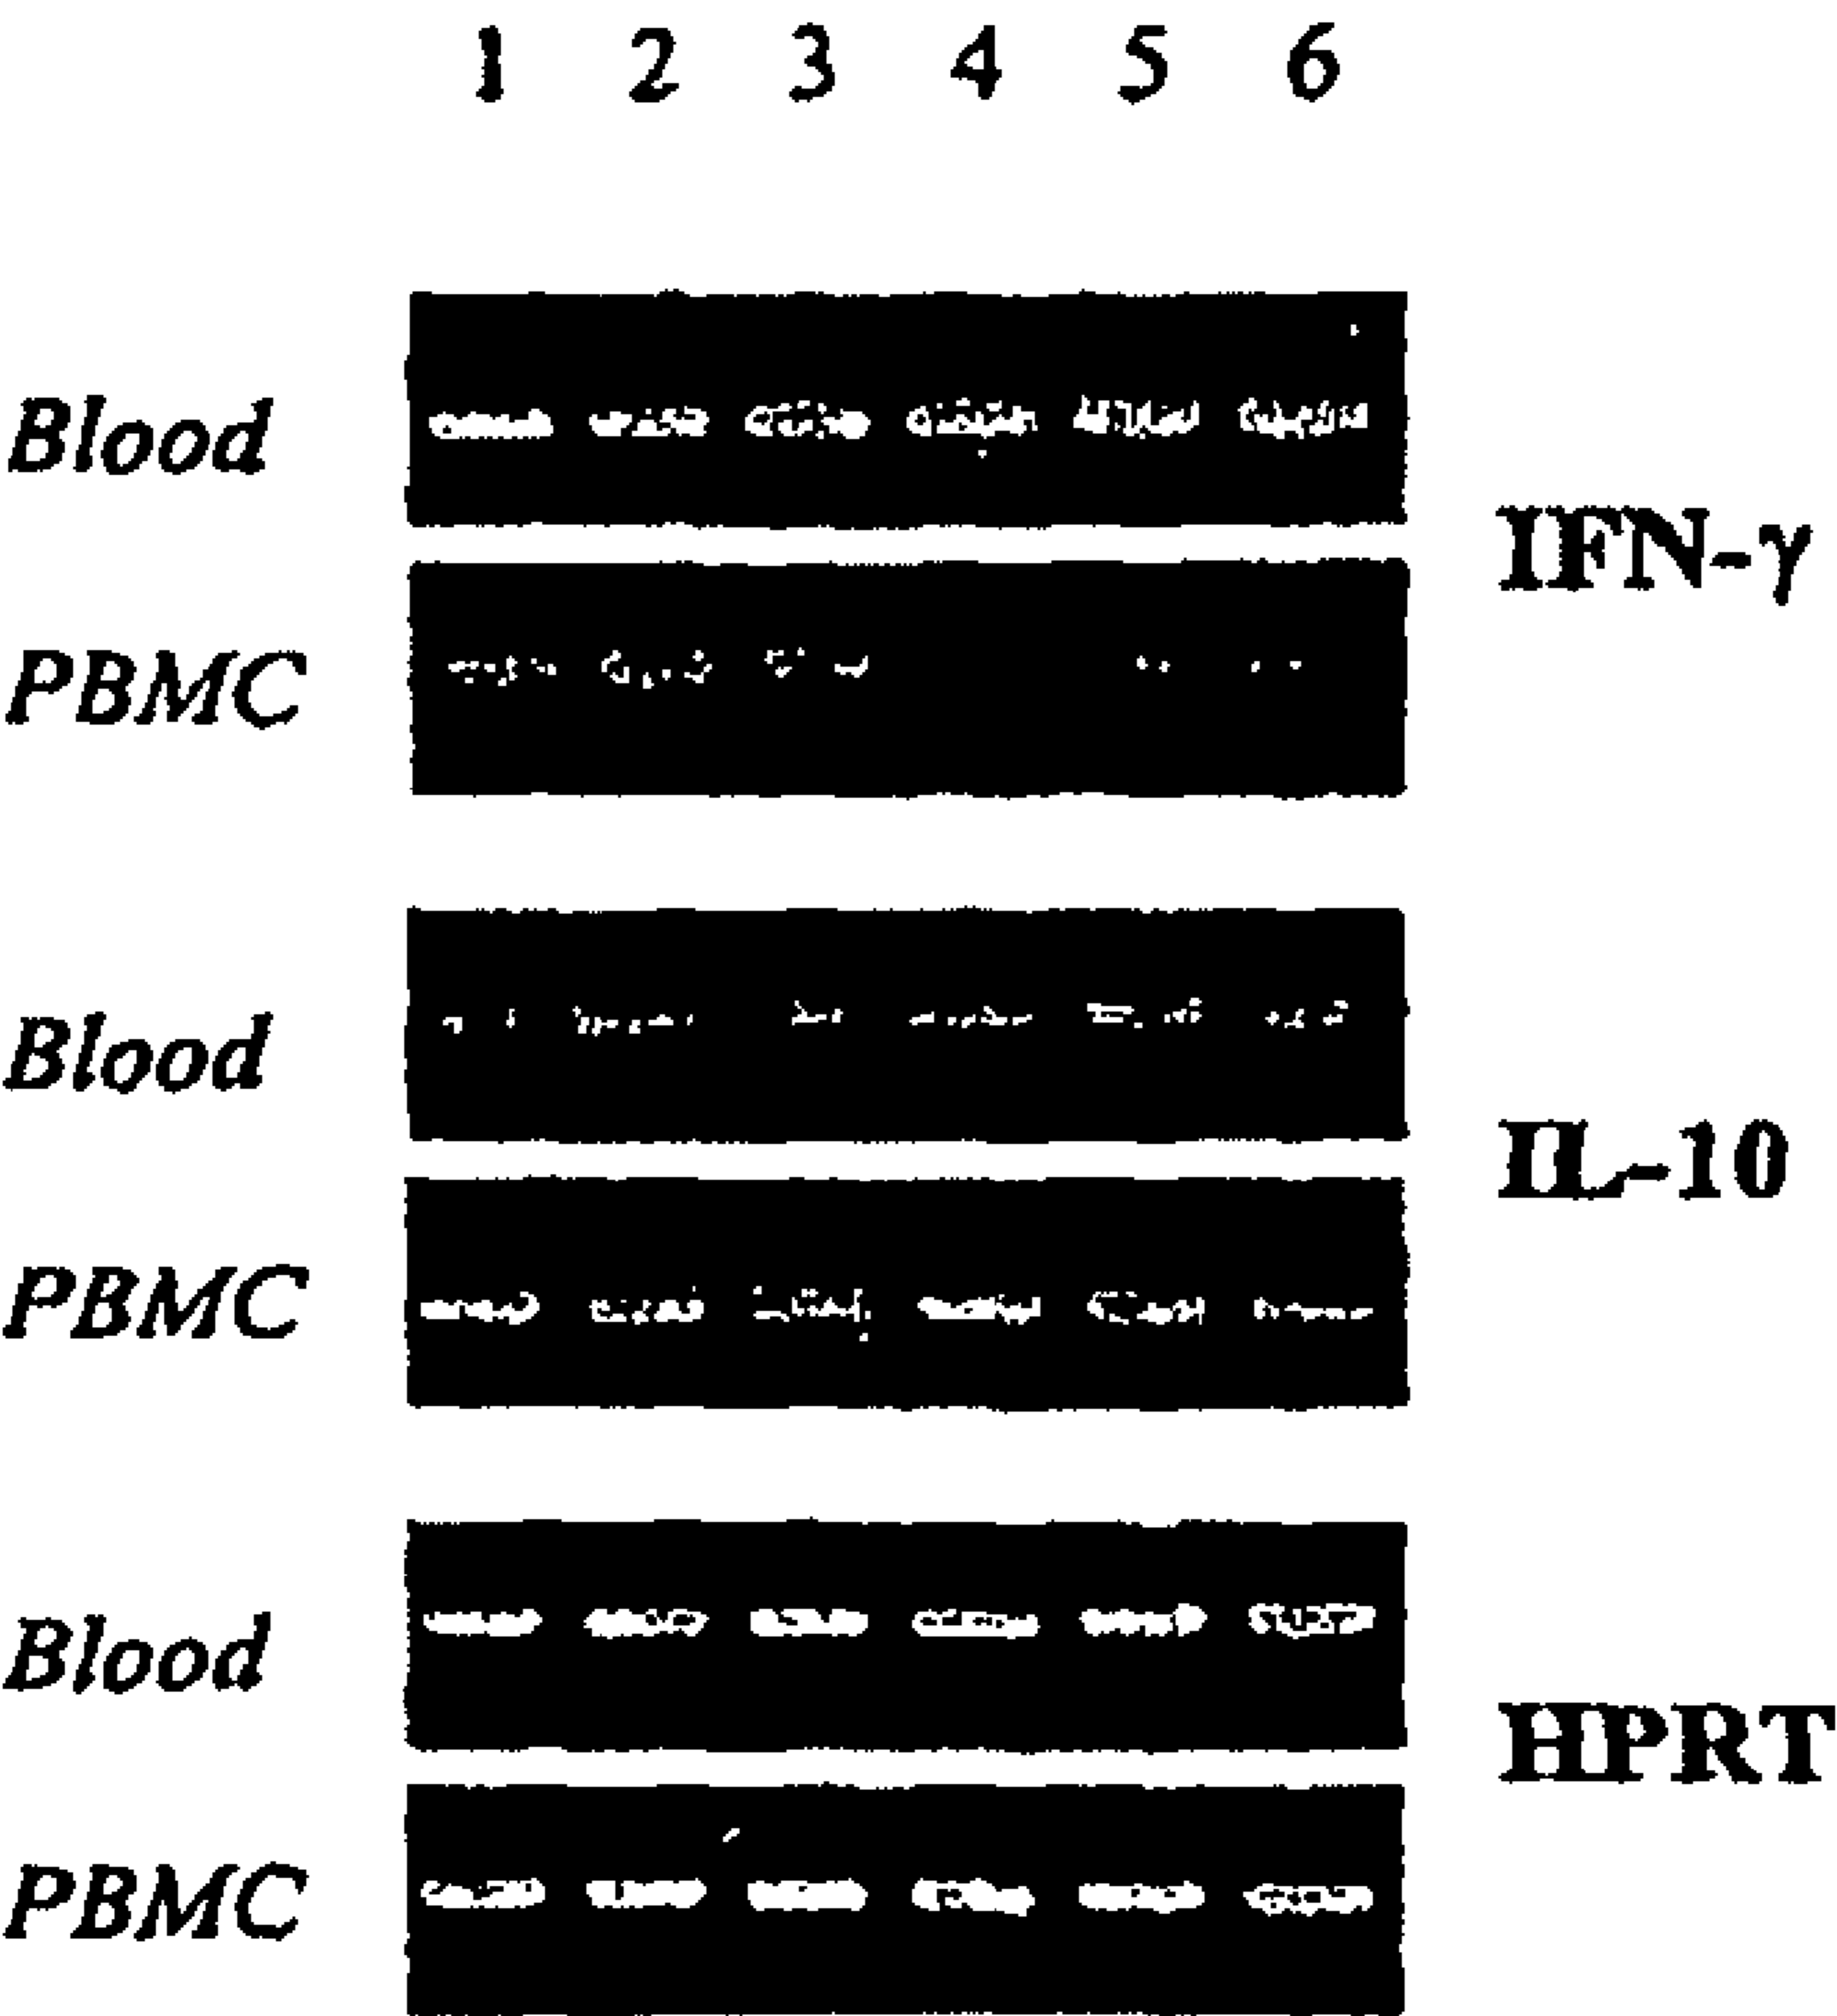 1 2 3 4 5 6
Blood
IFN-γ
PBMC
Blood
IL-10
PBMC
Blood
HPRT
PBMC